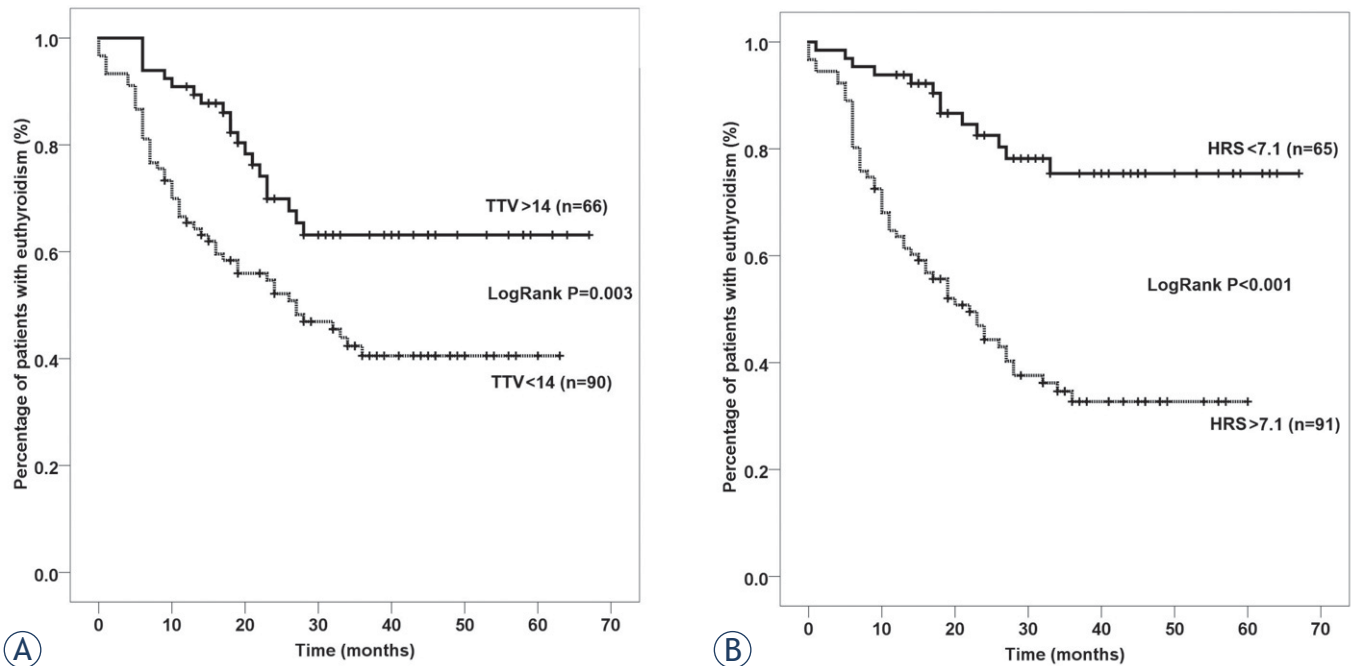 Percentage of patients with euthyroidism (%)
1.0
0.8
0.6
0.4
0.2
0.0
TTV>14 (n=66)
LogRank P=0.003
TTV<14 (n=90)
0 10 20 30 40 50 60 70
Time (months)
A
Percentage of patients with euthyroidism (%)
1.0
0.8
0.6
0.4
0.2
0.0
HRS<7.1 (n=65)
LogRank P<0.001
HRS>7.1 (n=91)
0 10 20 30 40 50 60 70
Time (months)
B